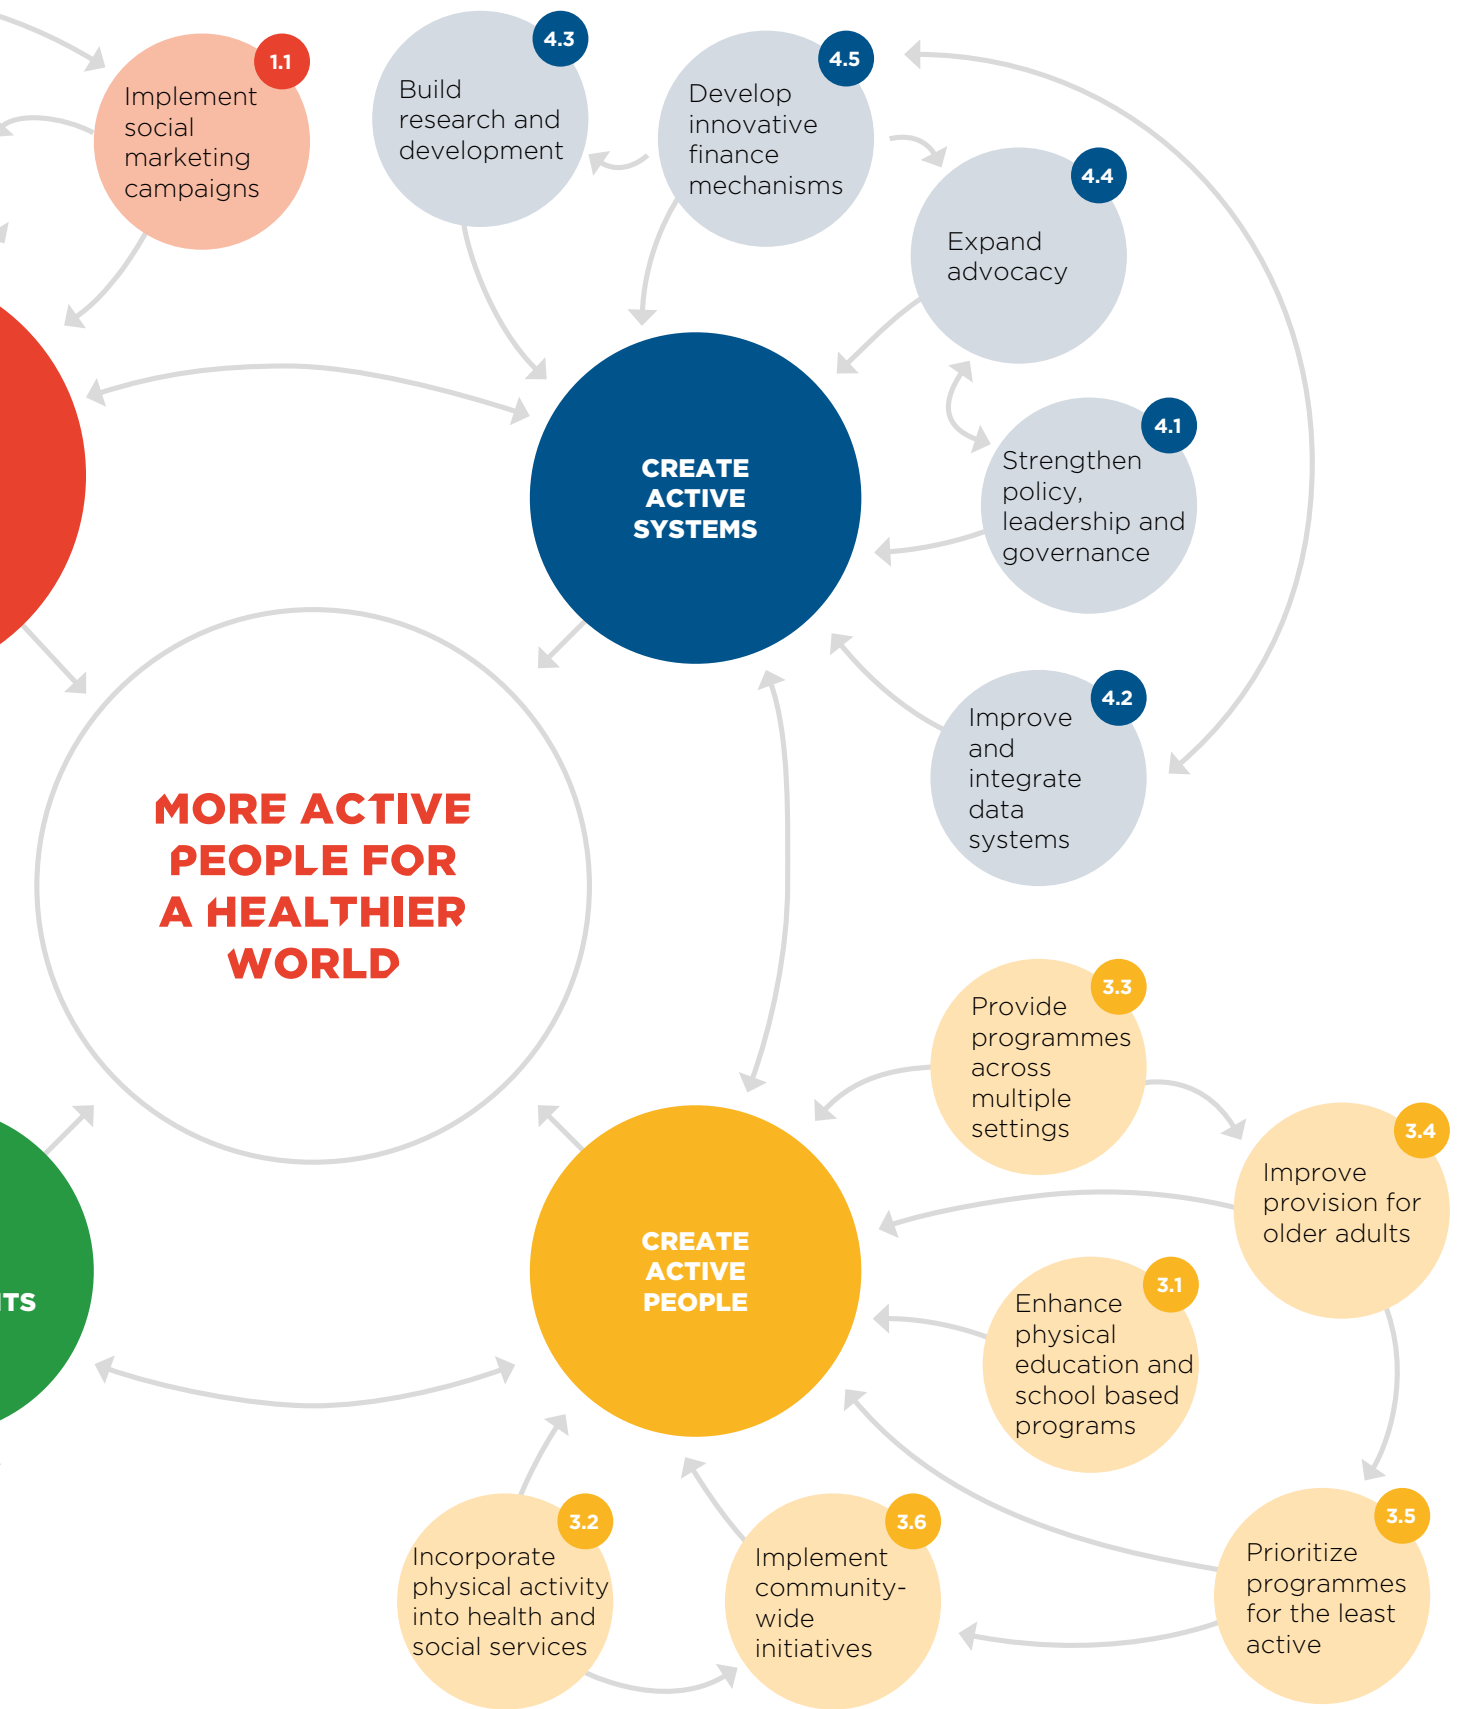 1.1
Implement
social
marketing
campaigns
4.3
Build
research and
development
4.5
Develop
innovative
finance
mechanisms
4.4
Expand
advocacy
4.1
Strengthen
policy,
leadership and
governance
CREATE
ACTIVE
SYSTEMS
4.2
Improve
and
integrate
data
systems
MORE ACTIVE
PEOPLE FOR
A HEALTHIER
WORLD
3.3
Provide
programmes
across
multiple
settings
3.4
Improve
provision for
older adults
CREATE
ACTIVE
PEOPLE
3.1
Enhance
physical
education and
school based
programs
3.2
Incorporate
physical activity
into health and
social services
3.6
Implement
community-
wide
initiatives
3.5
Prioritize
programmes
for the least
active